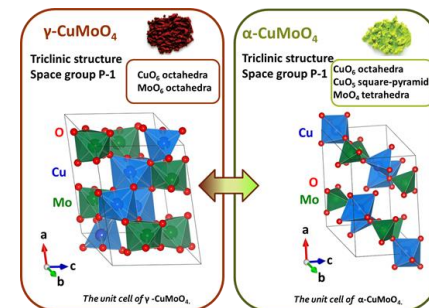 γ-CuMoO₄
Triclinic structure
Space group P-1
CuO₆ octahedra
MoO₆ octahedra
O
Cu
Mo
a
c
b
The unit cell of γ -CuMoO₄.
α-CuMoO₄
Triclinic structure
Space group P-1
CuO₆ octahedra
CuO₅ square-pyramid
MoO₄ tetrahedra
Cu
O
Mo
a
c
b
The unit cell of α-CuMoO₄.